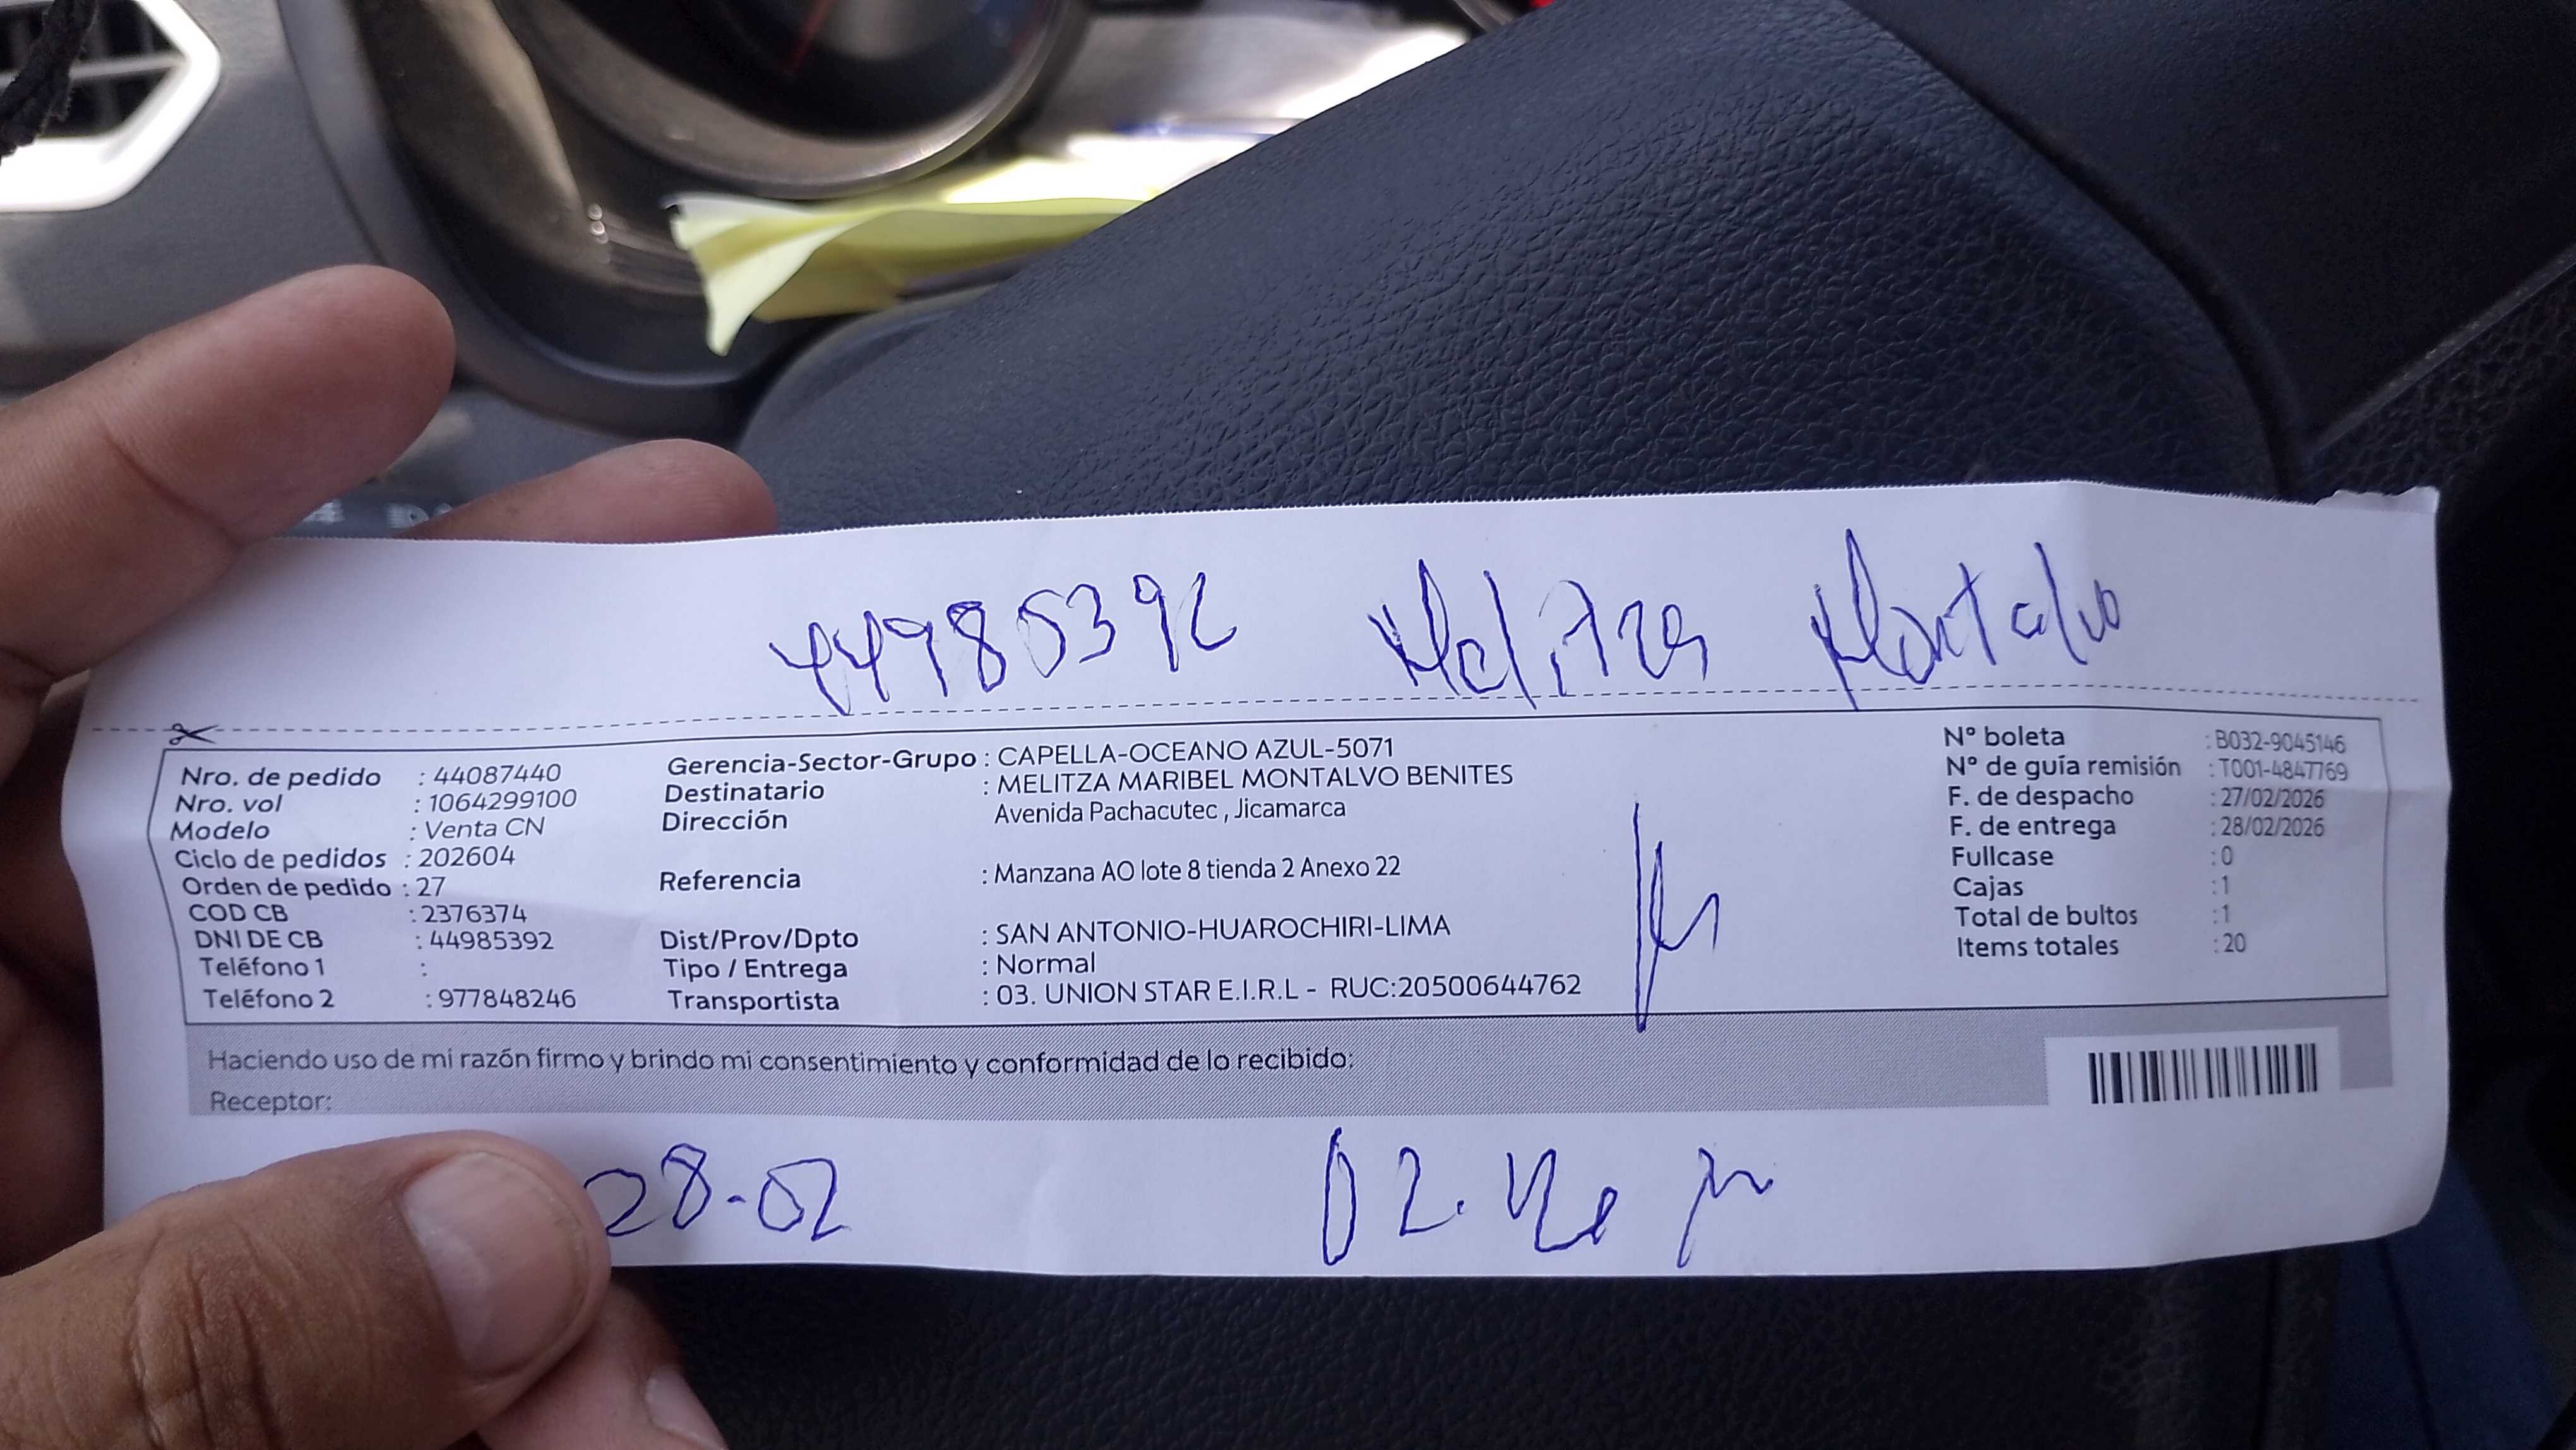 44985392 Melitza Montalvo
Nro. de pedido : 44087440
Nro. vol : 1064299100
Modelo : Venta CN
Ciclo de pedidos : 202604
Orden de pedido : 27
COD CB : 2376374
DNI DE CB : 44985392
Teléfono 1 :
Teléfono 2 : 977848246
Gerencia-Sector-Grupo : CAPELLA-OCEANO AZUL-5071
Destinatario : MELITZA MARIBEL MONTALVO BENITES
Dirección Avenida Pachacutec , Jicamarca
Referencia : Manzana AO lote 8 tienda 2 Anexo 22
Dist/Prov/Dpto : SAN ANTONIO-HUAROCHIRI-LIMA
Tipo / Entrega : Normal
Transportista : 03. UNION STAR E.I.R.L - RUC:20500644762
N° boleta : B032-9045146
N° de guía remisión : T001-4847769
F. de despacho : 27/02/2026
F. de entrega : 28/02/2026
Fullcase : 0
Cajas : 1
Total de bultos : 1
Items totales : 20
Haciendo uso de mi razón firmo y brindo mi consentimiento y conformidad de lo recibido:
Receptor:
28-02 02.